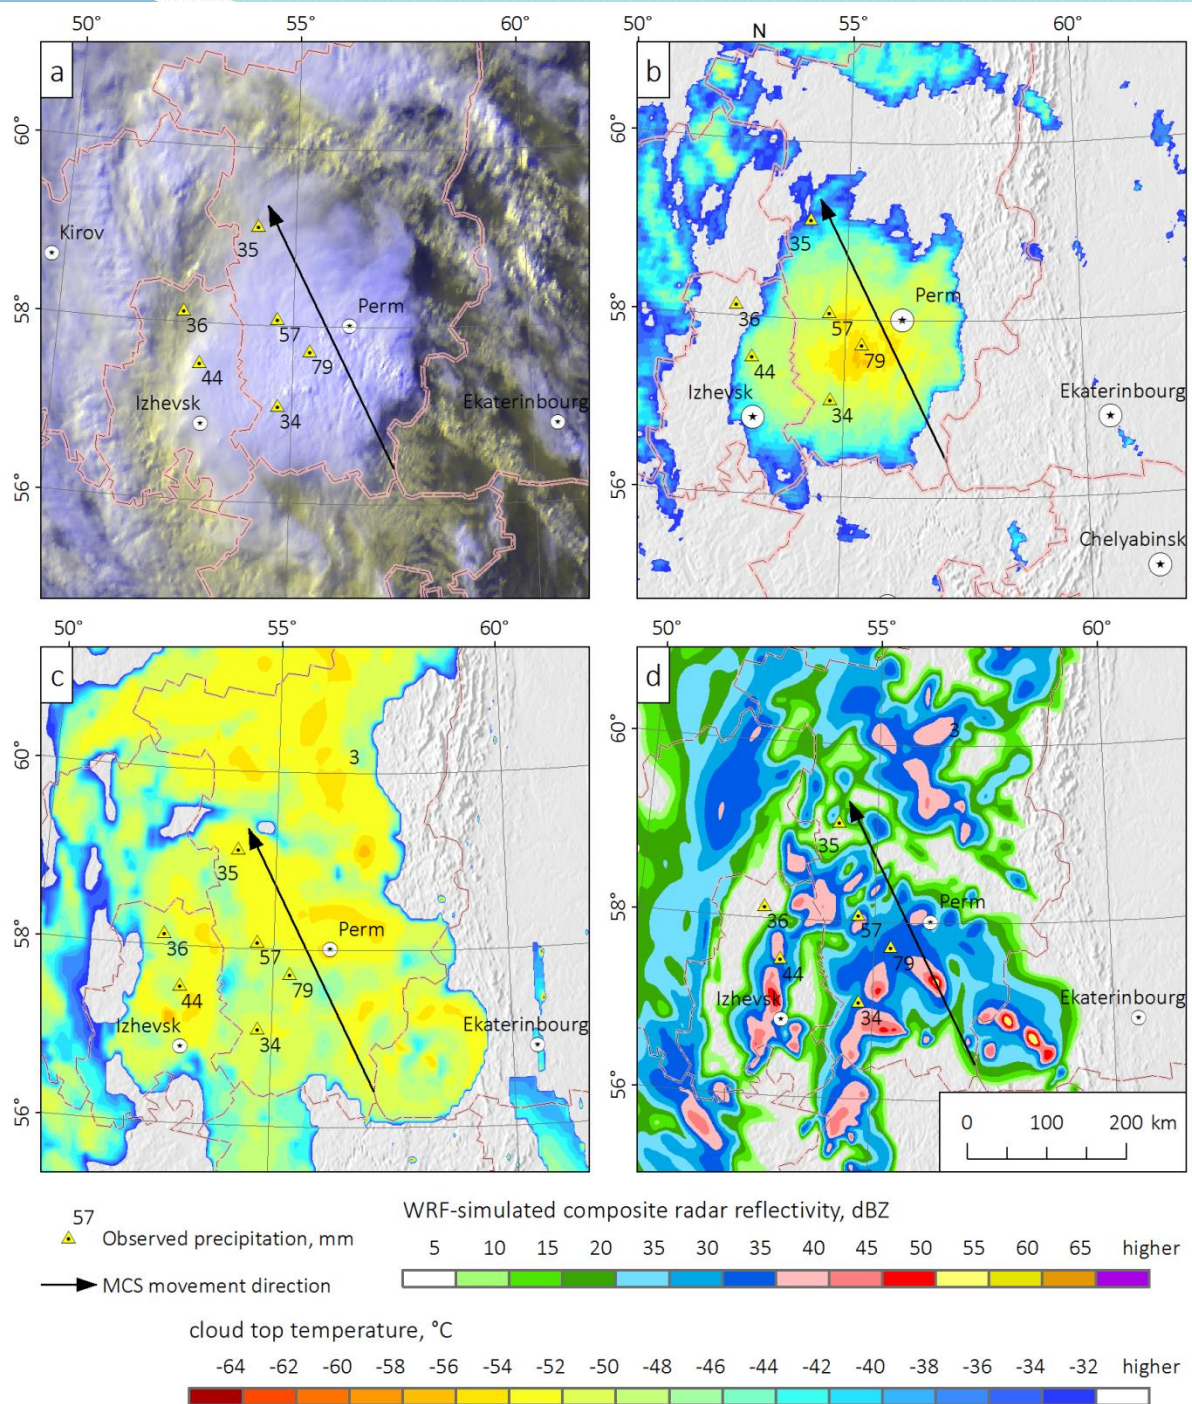 50° 55° 60°
a
60°
58°
56°
Kirov
35
36
57
Perm
79
44
Izhevsk
34
Ekaterinbourg
50° N 55° 60°
b
60°
58°
56°
35
36
57
Perm
79
44
Izhevsk
34
Ekaterinbourg
Chelyabinsk
50° 55° 60°
c
60°
58°
56°
3
35
36
57
Perm
44
79
Izhevsk
34
Ekaterinbourg
50° 55° 60°
d
60°
58°
56°
3
35
36
57
Perm
44
79
Izhevsk
34
Ekaterinbourg
0 100 200 km
57
Observed precipitation, mm
MCS movement direction
WRF-simulated composite radar reflectivity, dBZ
5 10 15 20 35 30 35 40 45 50 55 60 65 higher
cloud top temperature, °C
-64 -62 -60 -58 -56 -54 -52 -50 -48 -46 -44 -42 -40 -38 -36 -34 -32 higher